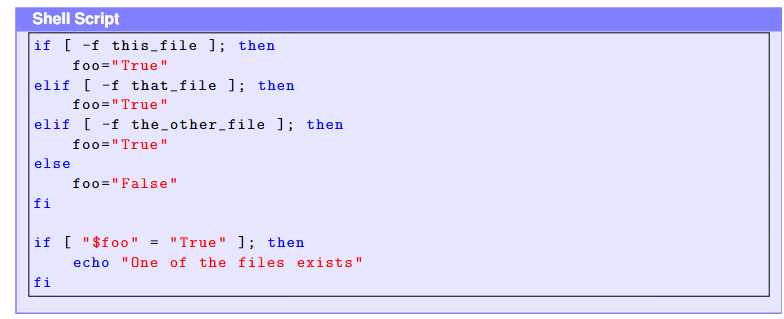 Shell Script
if [ -f this_file ]; then
    foo="True"
elif [ -f that_file ]; then
    foo="True"
elif [ -f the_other_file ]; then
    foo="True"
else
    foo="False"
fi

if [ "$foo" = "True" ]; then
    echo "One of the files exists"
fi